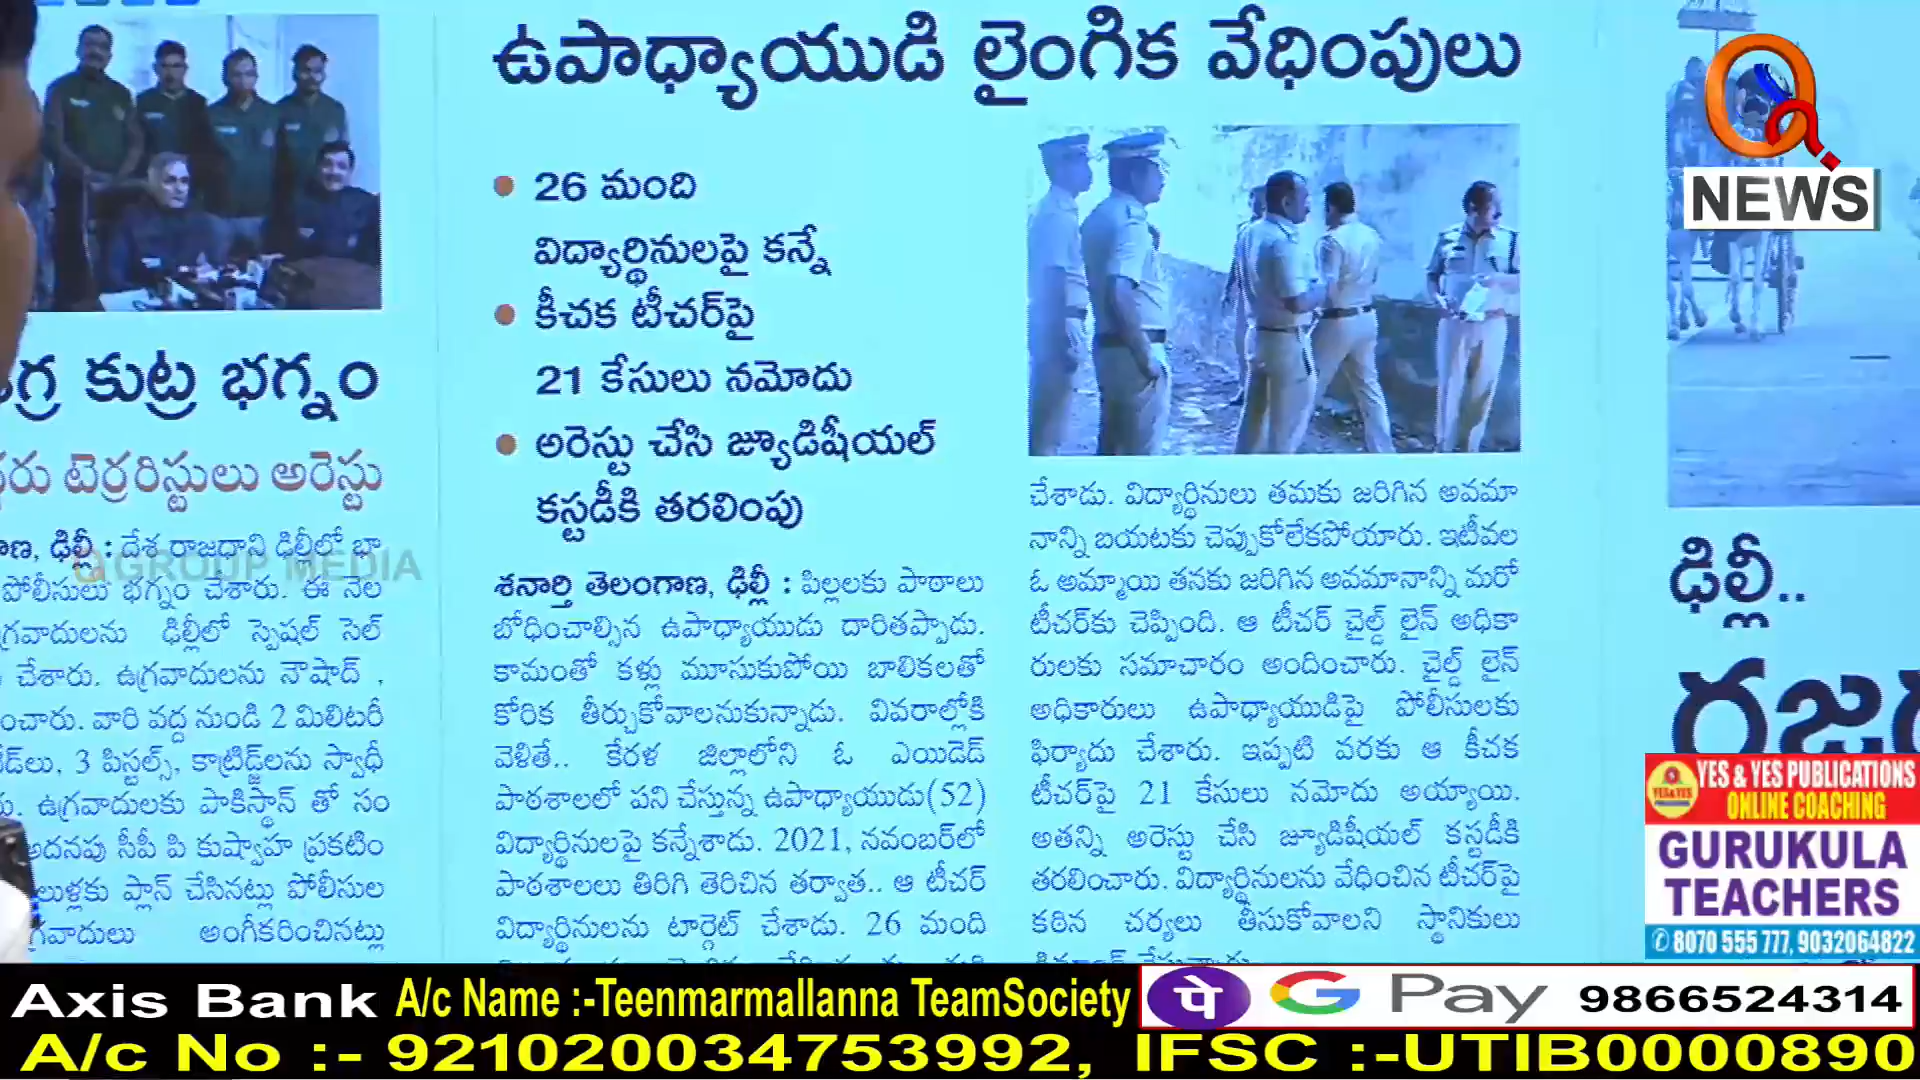 ఉపాధ్యాయుడి లైంగిక వేధింపులు
26 మంది
విద్యార్థినులపై కన్నే
కీచక టీచర్‌పై
21 కేసులు నమోదు
అరెస్టు చేసి జ్యూడిషీయల్
కస్టడీకి తరలింపు
శనార్తి తెలంగాణ, ఢిల్లీ : పిల్లలకు పాఠాలు
బోధించాల్సిన ఉపాధ్యాయుడు దారితప్పాడు.
కామంతో కళ్లు మూసుకుపోయి బాలికలతో
కోరిక తీర్చుకోవాలనుకున్నాడు. వివరాల్లోకి
వెళితే.. కేరళ జిల్లాలోని ఓ ఎయిడెడ్
పాఠశాలలో పని చేస్తున్న ఉపాధ్యాయుడు(52)
విద్యార్థినులపై కన్నేశాడు. 2021, నవంబర్‌లో
పాఠశాలలు తిరిగి తెరిచిన తర్వాత.. ఆ టీచర్
విద్యార్థినులను టార్గెట్ చేశాడు. 26 మంది
చేశాడు. విద్యార్థినులు తమకు జరిగిన అవమా
నాన్ని బయటకు చెప్పుకోలేకపోయారు. ఇటీవల
ఓ అమ్మాయి తనకు జరిగిన అవమానాన్ని మరో
టీచర్‌కు చెప్పింది. ఆ టీచర్ చైల్డ్ లైన్ అధికా
రులకు సమాచారం అందించారు. చైల్డ్ లైన్
అధికారులు ఉపాధ్యాయుడిపై పోలీసులకు
ఫిర్యాదు చేశారు. ఇప్పటి వరకు ఆ కీచక
టీచర్‌పై 21 కేసులు నమోదు అయ్యాయి.
అతన్ని అరెస్టు చేసి జ్యూడిషీయల్ కస్టడీకి
తరలించారు. విద్యార్థినులను వేధించిన టీచర్‌పై
కఠిన చర్యలు తీసుకోవాలని స్థానికులు
కుట్ర భగ్నం
టెర్రరిస్టులు అరెస్టు
ఢిల్లీ : దేశ రాజధాని ఢిల్లీలో భా
పోలీసులు భగ్నం చేశారు. ఈ నెల
ఢిల్లీలో స్పెషల్ సెల్
చేశారు. ఉగ్రవాదులను నౌషాద్ ,
వారి వద్ద నుండి 2 మిలిటరీ
3 పిస్టల్స్, కాట్రిడ్జ్‌లను స్వాధీ
ఉగ్రవాదులకు పాకిస్థాన్ తో సం
అదనపు సీపీ పి కుష్వాహ ప్రకటిం
ప్లాన్ చేసినట్లు పోలీసుల
అంగీకరించినట్లు
GROUP MEDIA
ఢిల్లీ..
Q
NEWS
YES & YES PUBLICATIONS
ONLINE COACHING
GURUKULA
TEACHERS
8070 555 777, 9032064822
Axis Bank A/c Name :-Teenmarmallanna TeamSociety
पे G Pay 9866524314
A/c No :- 921020034753992, IFSC :-UTIB0000890